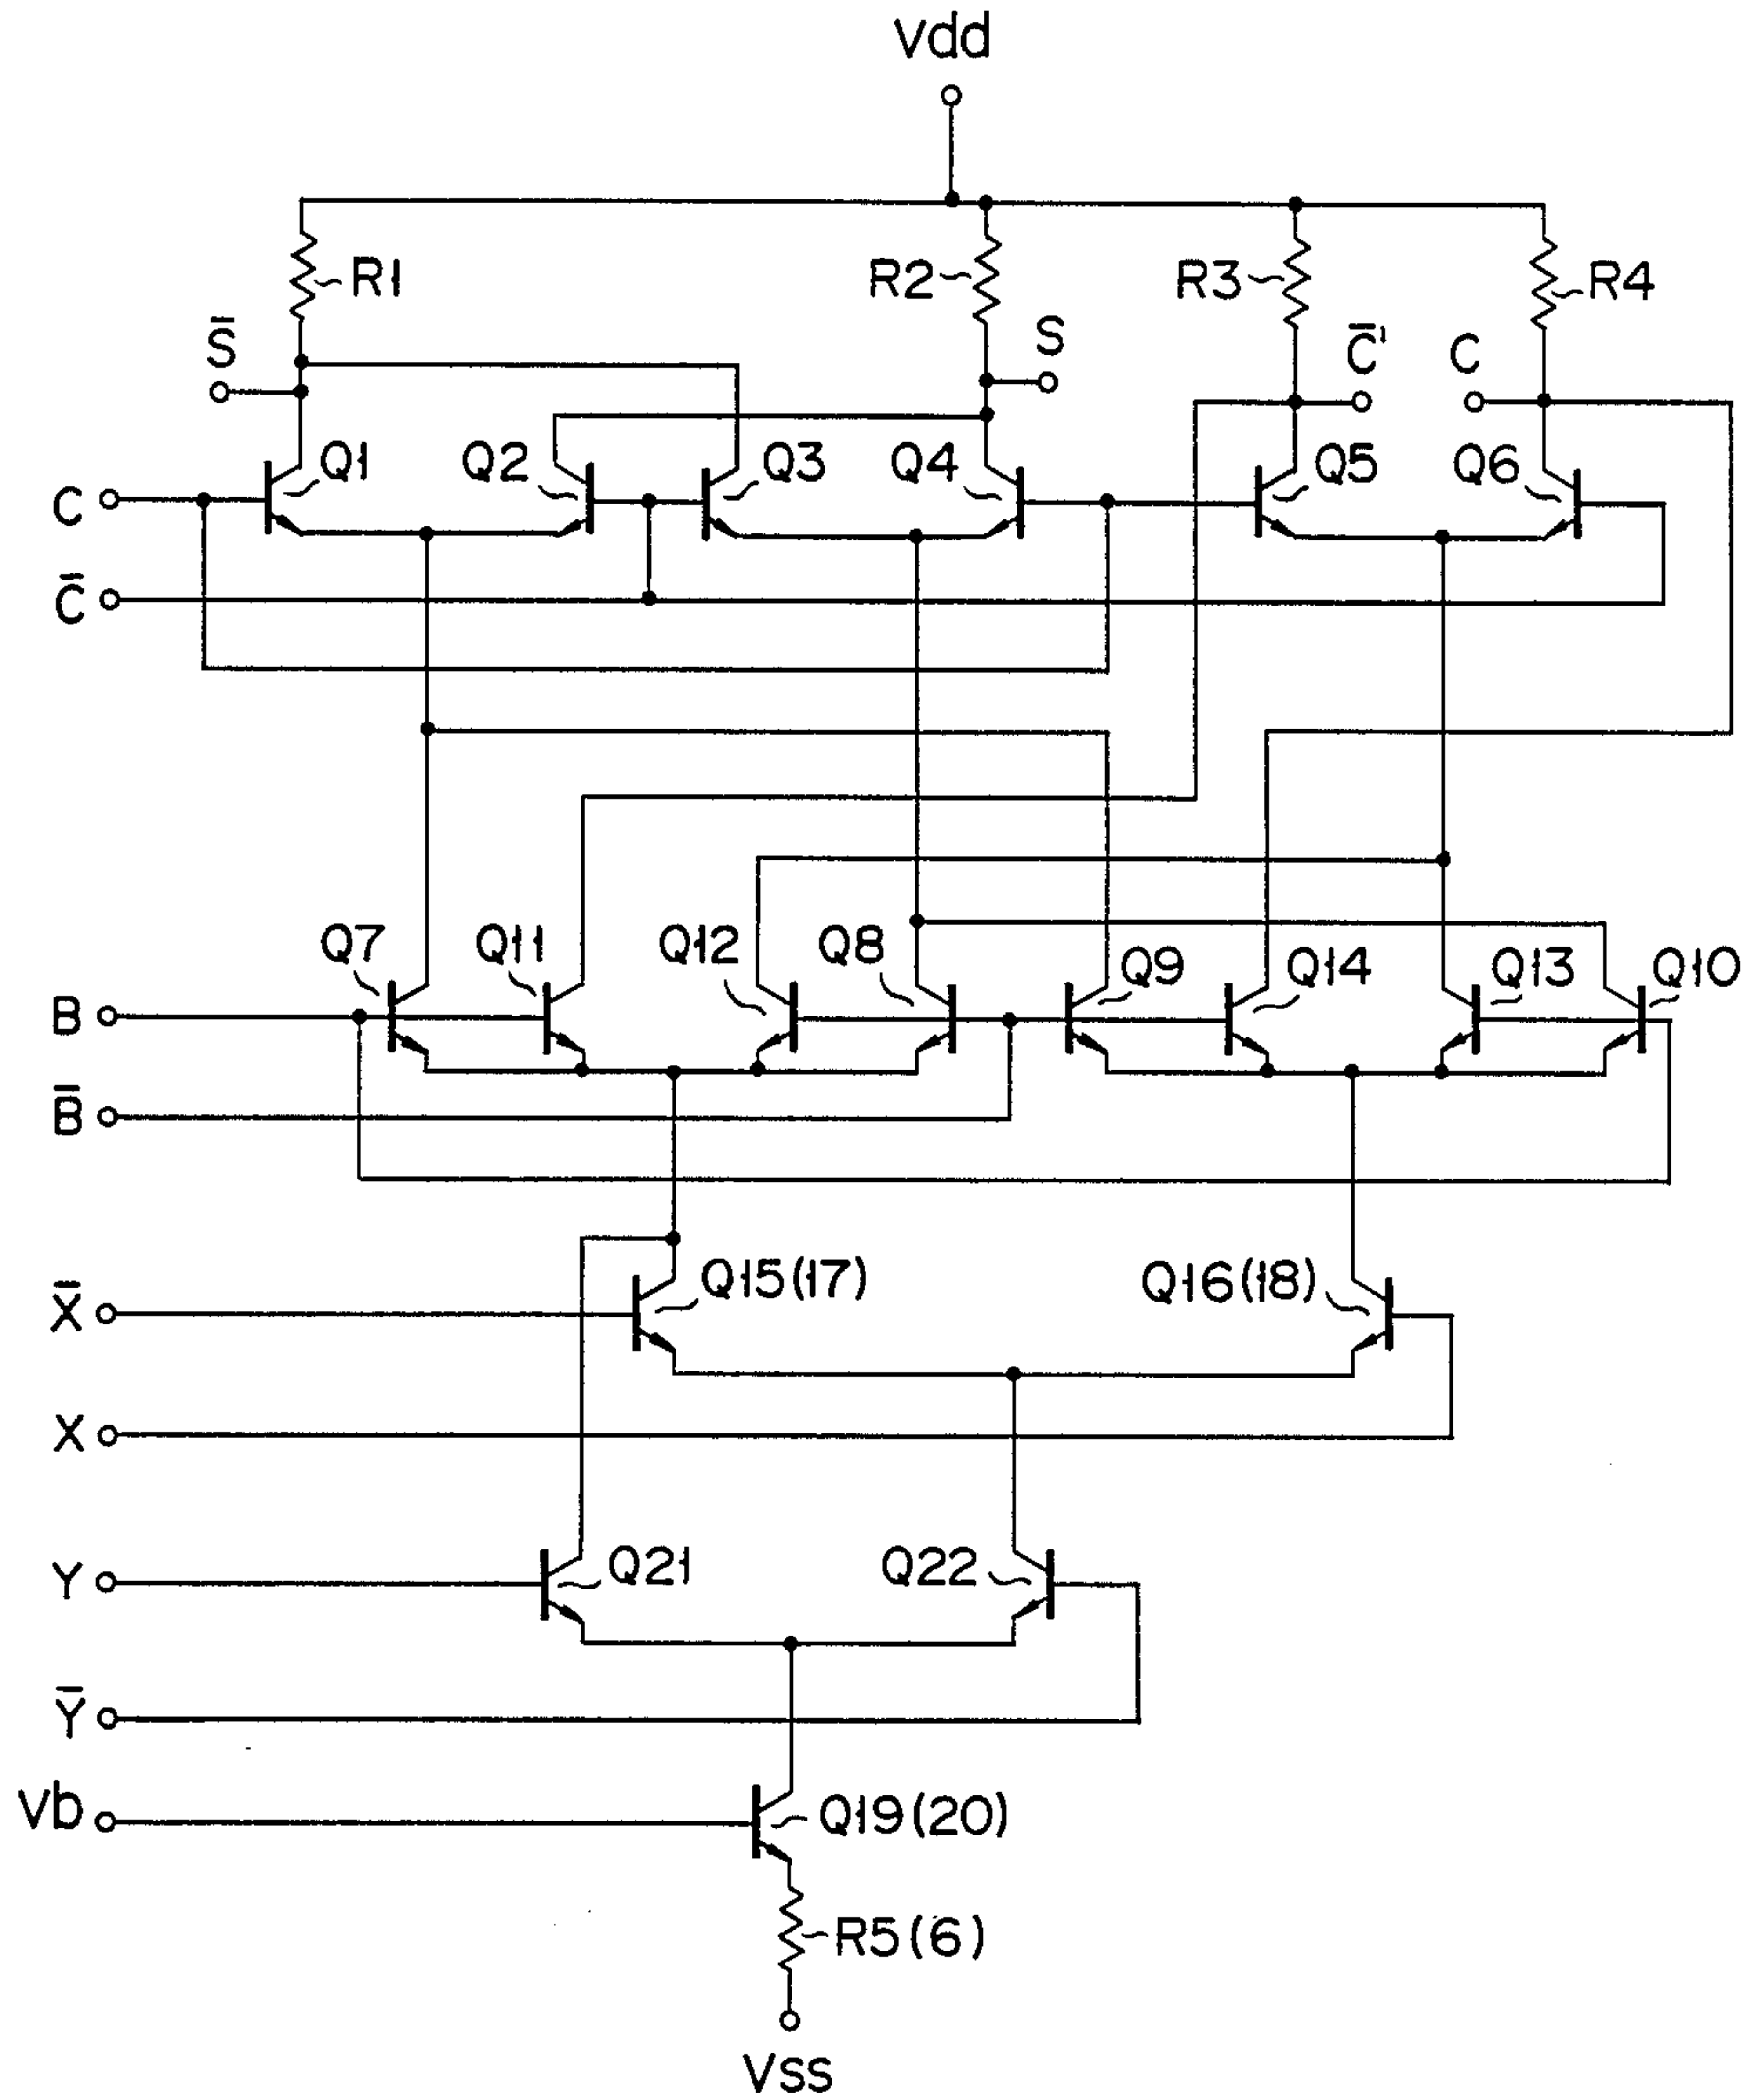 Vdd
R1
R2
R3
R4
S̄
S
C̄'
C
Q1
Q2
Q3
Q4
Q5
Q6
C
C̄
Q7
Q11
Q12
Q8
Q9
Q14
Q13
Q10
B
B̄
Q15(17)
Q16(18)
X̄
X
Q21
Q22
Y
Ȳ
Vb
Q19(20)
R5(6)
VSS